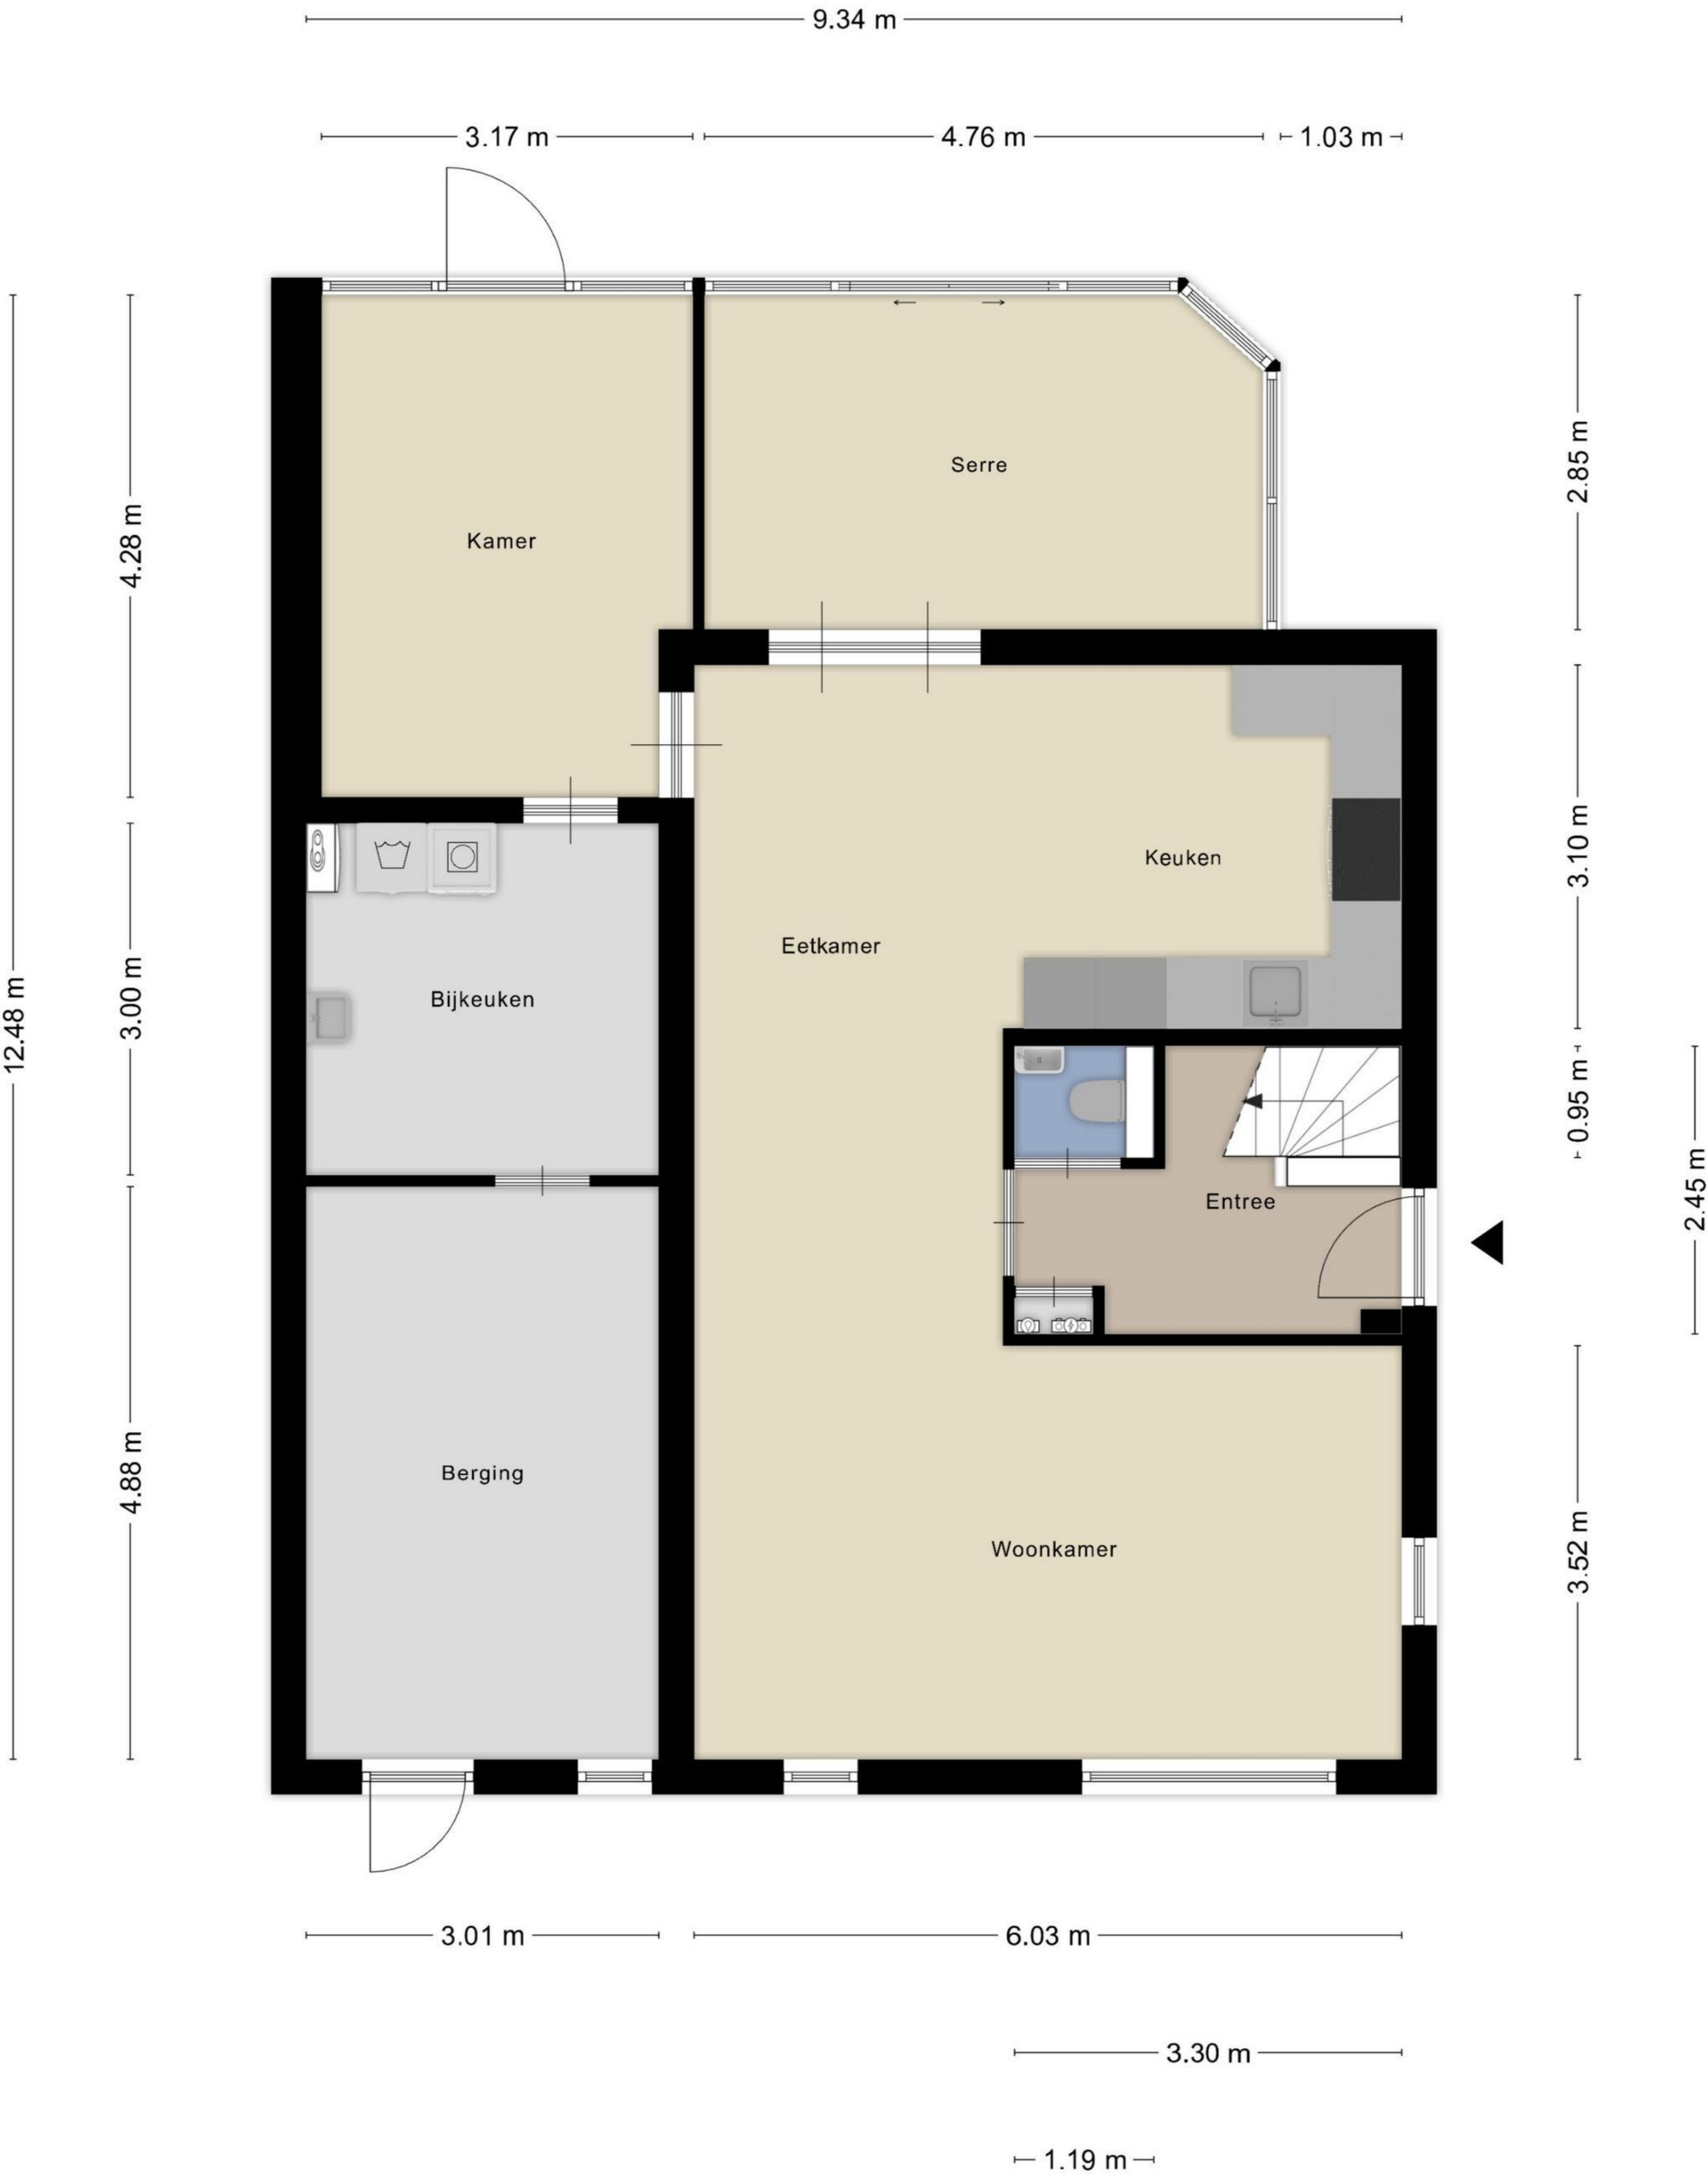 9.34 m
3.17 m
4.76 m
1.03 m
2.85 m
Serre
4.28 m
Kamer
3.10 m
Keuken
Eetkamer
12.48 m
3.00 m
Bijkeuken
0.95 m
2.45 m
Entree
4.88 m
Berging
3.52 m
Woonkamer
3.01 m
6.03 m
3.30 m
1.19 m